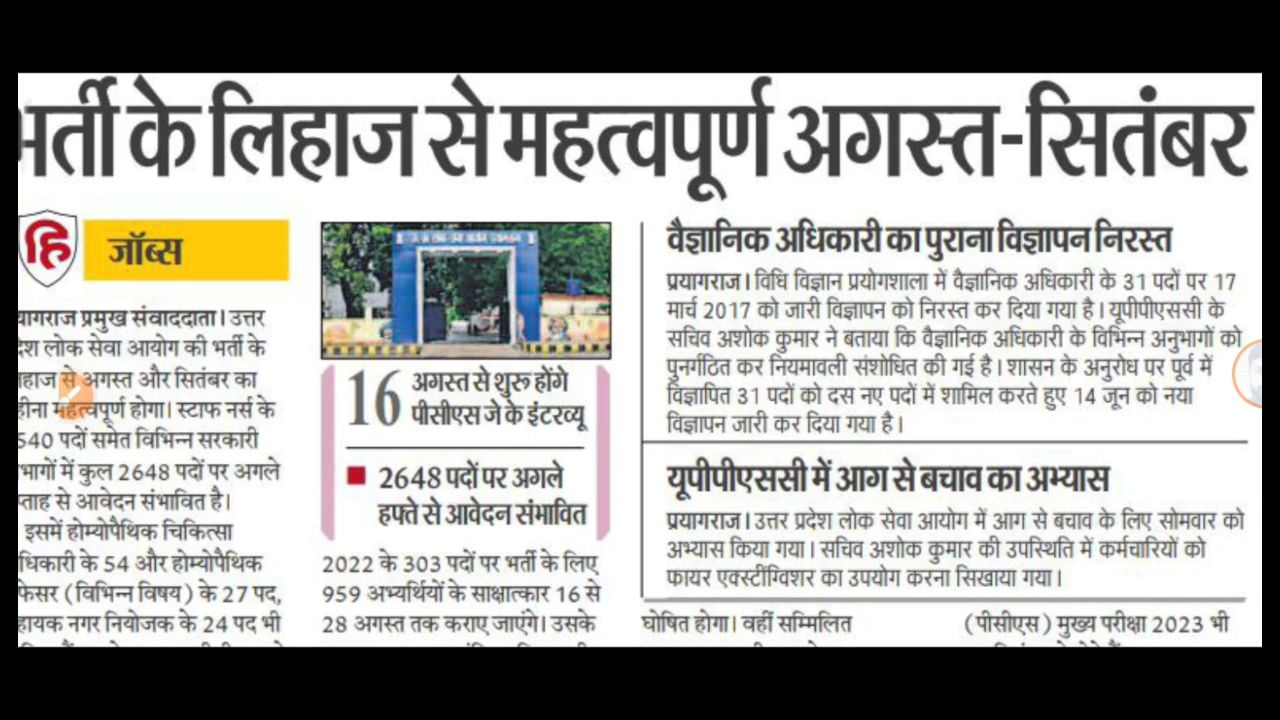 भर्ती के लिहाज से महत्वपूर्ण अगस्त-सितंबर
हि
जॉब्स
प्रमुख संवाददाता। उत्तर
लोक सेवा आयोग की भर्ती के
से अगस्त और सितंबर का
महत्वपूर्ण होगा। स्टाफ नर्स के
540 पदों समेत विभिन्न सरकारी
में कुल 2648 पदों पर अगले
से आवेदन संभावित है।
इसमें होम्योपैथिक चिकित्सा
के 54 और होम्योपैथिक
(विभिन्न विषय) के 27 पद,
नगर नियोजक के 24 पद भी
16 अगस्त से शुरू होंगे
पीसीएस जे के इंटरव्यू
2648 पदों पर अगले
हफ्ते से आवेदन संभावित
2022 के 303 पदों पर भर्ती के लिए
959 अभ्यर्थियों के साक्षात्कार 16 से
28 अगस्त तक कराए जाएंगे। उसके
वैज्ञानिक अधिकारी का पुराना विज्ञापन निरस्त
प्रयागराज। विधि विज्ञान प्रयोगशाला में वैज्ञानिक अधिकारी के 31 पदों पर 17
मार्च 2017 को जारी विज्ञापन को निरस्त कर दिया गया है। यूपीपीएससी के
सचिव अशोक कुमार ने बताया कि वैज्ञानिक अधिकारी के विभिन्न अनुभागों को
पुनर्गठित कर नियमावली संशोधित की गई है। शासन के अनुरोध पर पूर्व में
विज्ञापित 31 पदों को दस नए पदों में शामिल करते हुए 14 जून को नया
विज्ञापन जारी कर दिया गया है।
यूपीपीएससी में आग से बचाव का अभ्यास
प्रयागराज। उत्तर प्रदेश लोक सेवा आयोग में आग से बचाव के लिए सोमवार को
अभ्यास किया गया। सचिव अशोक कुमार की उपस्थिति में कर्मचारियों को
फायर एक्स्टींग्विशर का उपयोग करना सिखाया गया।
घोषित होगा। वहीं सम्मिलित
(पीसीएस) मुख्य परीक्षा 2023 भी